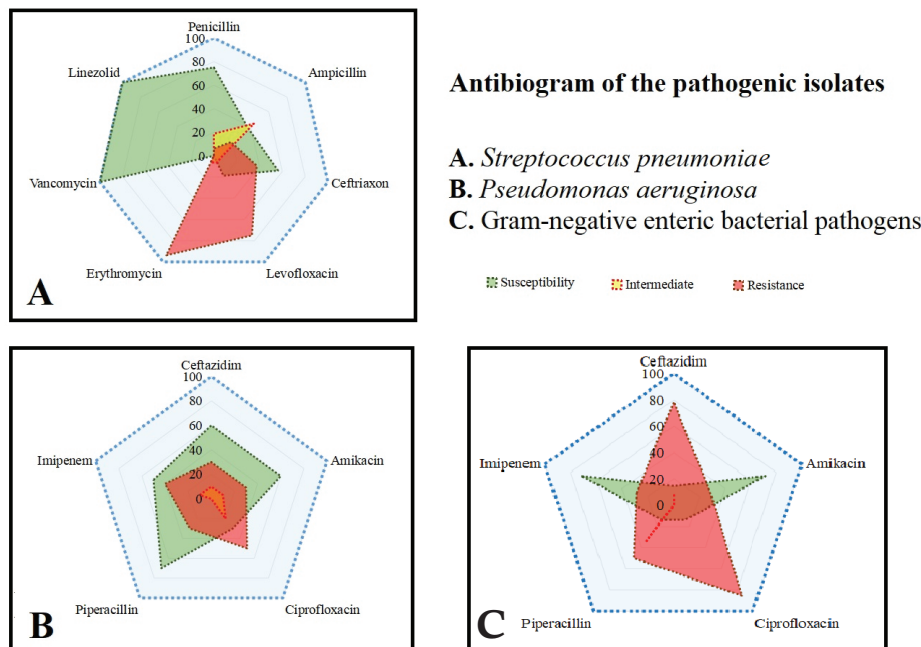 Penicillin
100
80
60
40
20
0
Ampicillin
Ceftriaxon
Levofloxacin
Erythromycin
Vancomycin
Linezolid
A
Antibiogram of the pathogenic isolates
A. Streptococcus pneumoniae
B. Pseudomonas aeruginosa
C. Gram-negative enteric bacterial pathogens
Susceptibility Intermediate Resistance
Ceftazidim
100
80
60
40
20
0
Amikacin
Ciprofloxacin
Piperacillin
Imipenem
B
Ceftazidim
100
80
60
40
20
0
Amikacin
Ciprofloxacin
Piperacillin
Imipenem
C